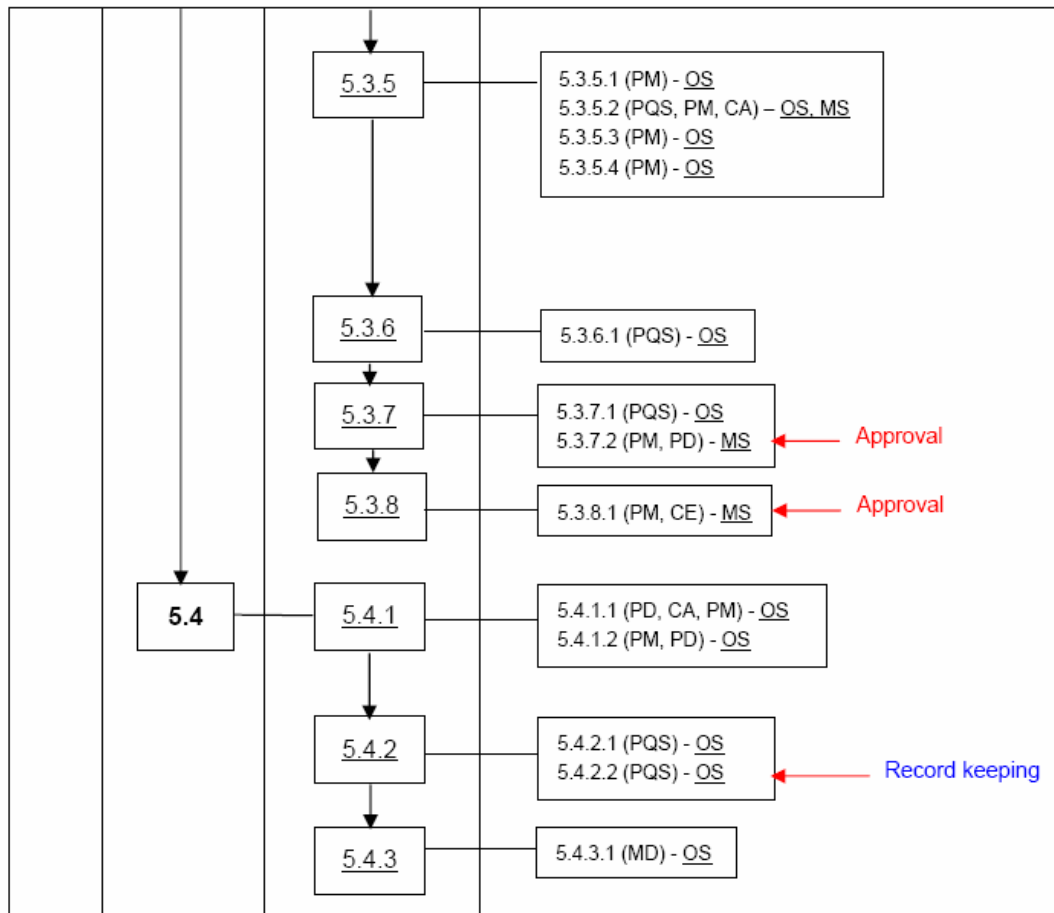 5.3.5
5.3.5.1 (PM) - OS
5.3.5.2 (PQS, PM, CA) – OS, MS
5.3.5.3 (PM) - OS
5.3.5.4 (PM) - OS
5.3.6
5.3.6.1 (PQS) - OS
5.3.7
5.3.7.1 (PQS) - OS
5.3.7.2 (PM, PD) - MS
Approval
5.3.8
5.3.8.1 (PM, CE) - MS
Approval
5.4
5.4.1
5.4.1.1 (PD, CA, PM) - OS
5.4.1.2 (PM, PD) - OS
5.4.2
5.4.2.1 (PQS) - OS
5.4.2.2 (PQS) - OS
Record keeping
5.4.3
5.4.3.1 (MD) - OS